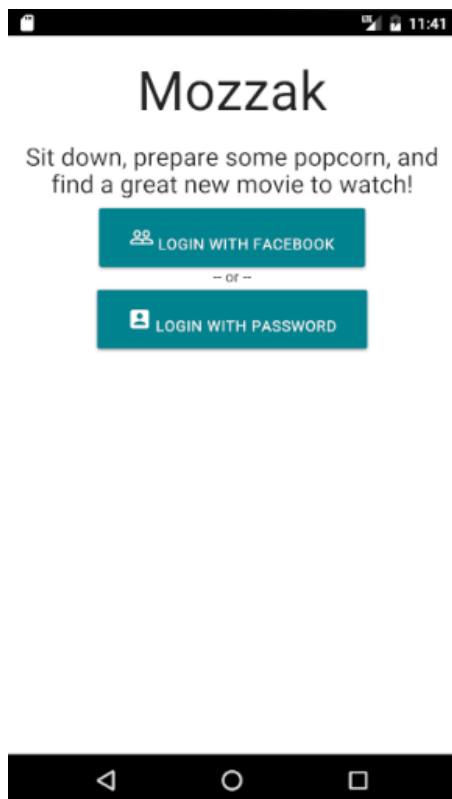 LTE 11:41
Mozzak
Sit down, prepare some popcorn, and
find a great new movie to watch!
LOGIN WITH FACEBOOK
-- or --
LOGIN WITH PASSWORD